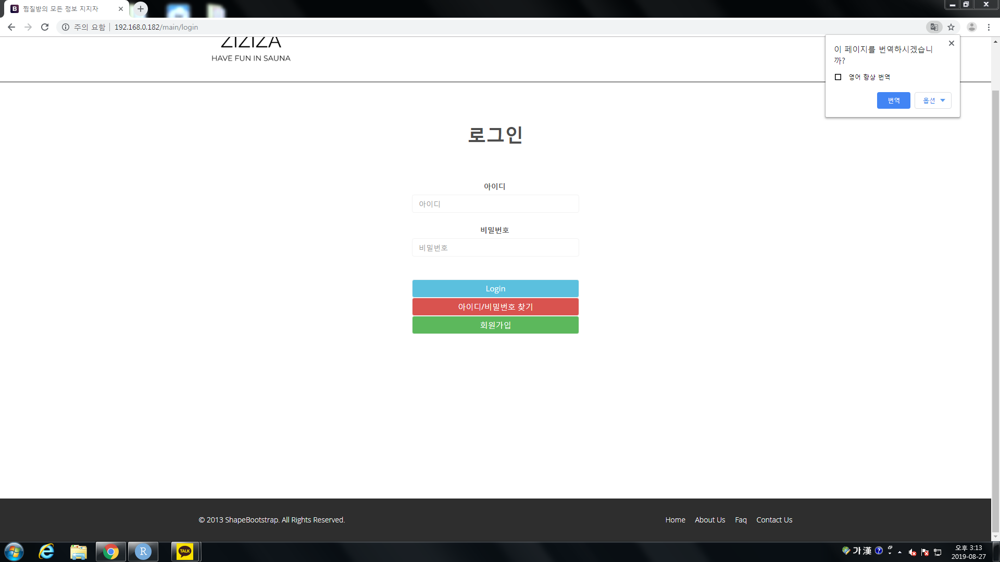 찜질방의 모든 정보 지지자
주의 요함
192.168.0.182/main/login
ZIZIZA
HAVE FUN IN SAUNA
이 페이지를 번역하시겠습니
까?
영어 항상 번역
번역
옵션
로그인
아이디
아이디
비밀번호
비밀번호
Login
아이디/비밀번호 찾기
회원가입
© 2013 ShapeBootstrap. All Rights Reserved.
Home About Us Faq Contact Us
R
TALK
가 漢
오후 3:13
2019-08-27